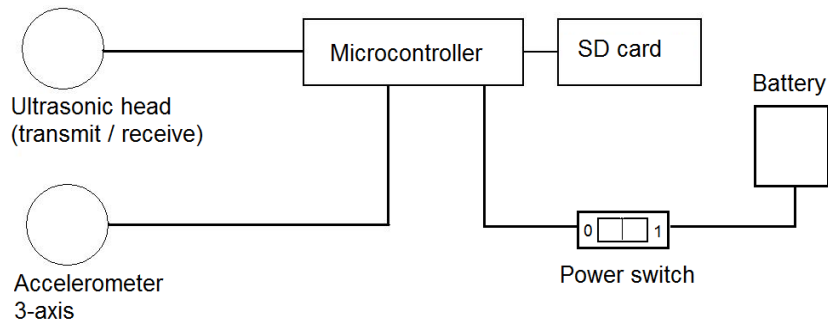 Microcontroller
SD card
Battery
Ultrasonic head
(transmit / receive)
0
1
Power switch
Accelerometer
3-axis